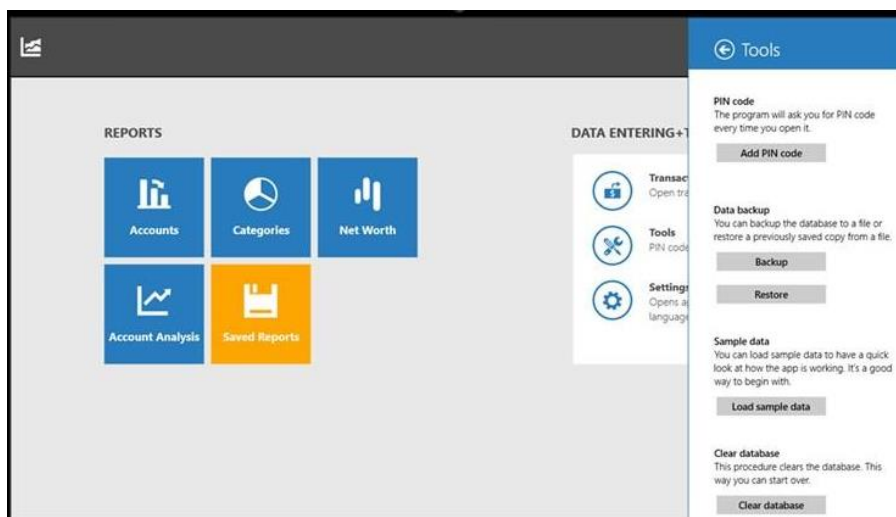 Tools
REPORTS
Accounts
Categories
Net Worth
Account Analysis
Saved Reports
DATA ENTERING+T
Transac
Open tra
Tools
PIN code
Settings
Opens a
language
PIN code
The program will ask you for PIN code
every time you open it.
Add PIN code
Data backup
You can backup the database to a file or
restore a previously saved copy from a file.
Backup
Restore
Sample data
You can load sample data to have a quick
look at how the app is working. It's a good
way to begin with.
Load sample data
Clear database
This procedure clears the database. This
way you can start over.
Clear database